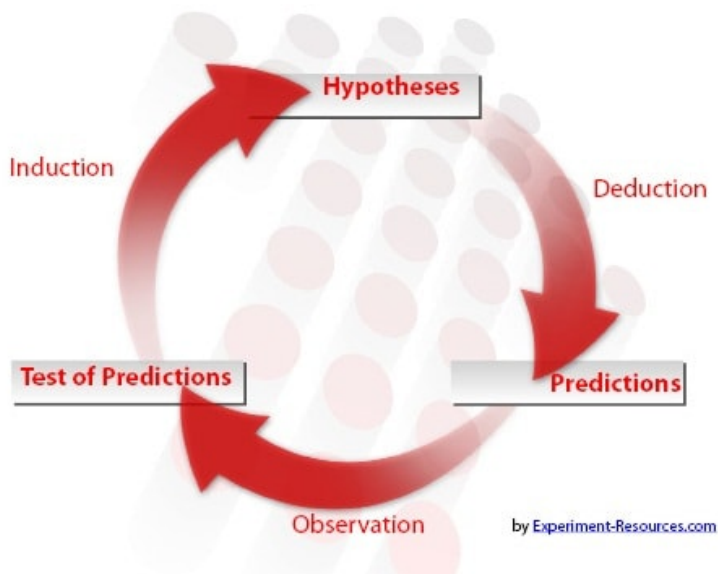 Hypotheses
Induction
Deduction
Test of Predictions
Predictions
Observation
by Experiment-Resources.com